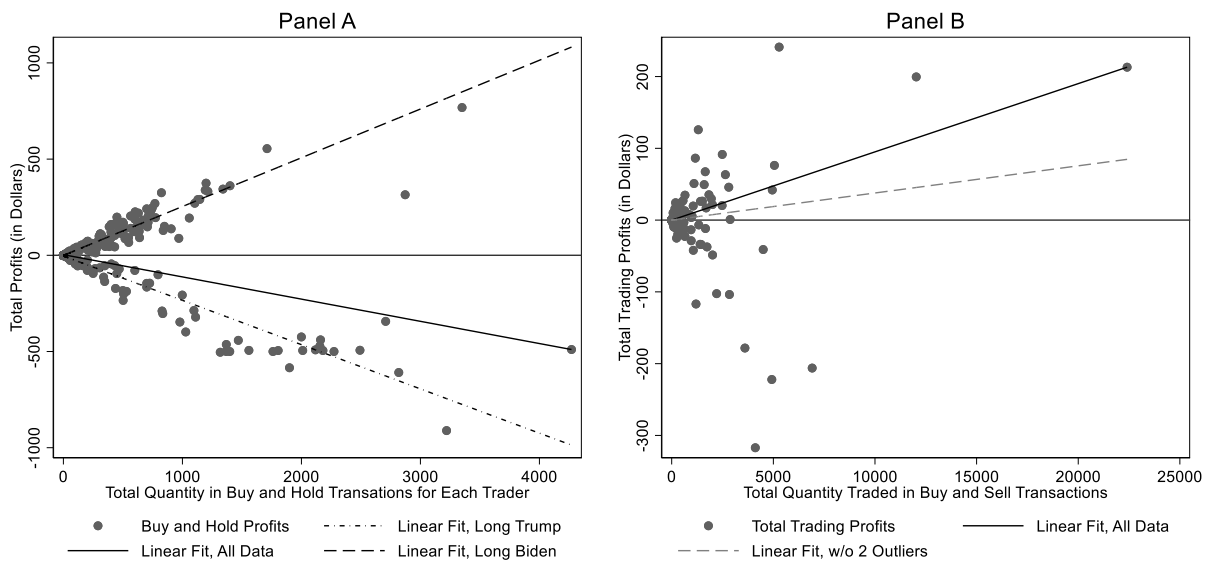 Panel A
1000
500
0
-500
-1000
Total Profits (in Dollars)
0 1000 2000 3000 4000
Total Quantity in Buy and Hold Transations for Each Trader
Buy and Hold Profits
Linear Fit, Long Trump
Linear Fit, All Data
Linear Fit, Long Biden
Panel B
200
100
0
-100
-200
-300
Total Trading Profits (in Dollars)
0 5000 10000 15000 20000 25000
Total Quantity Traded in Buy and Sell Transactions
Total Trading Profits
Linear Fit, All Data
Linear Fit, w/o 2 Outliers